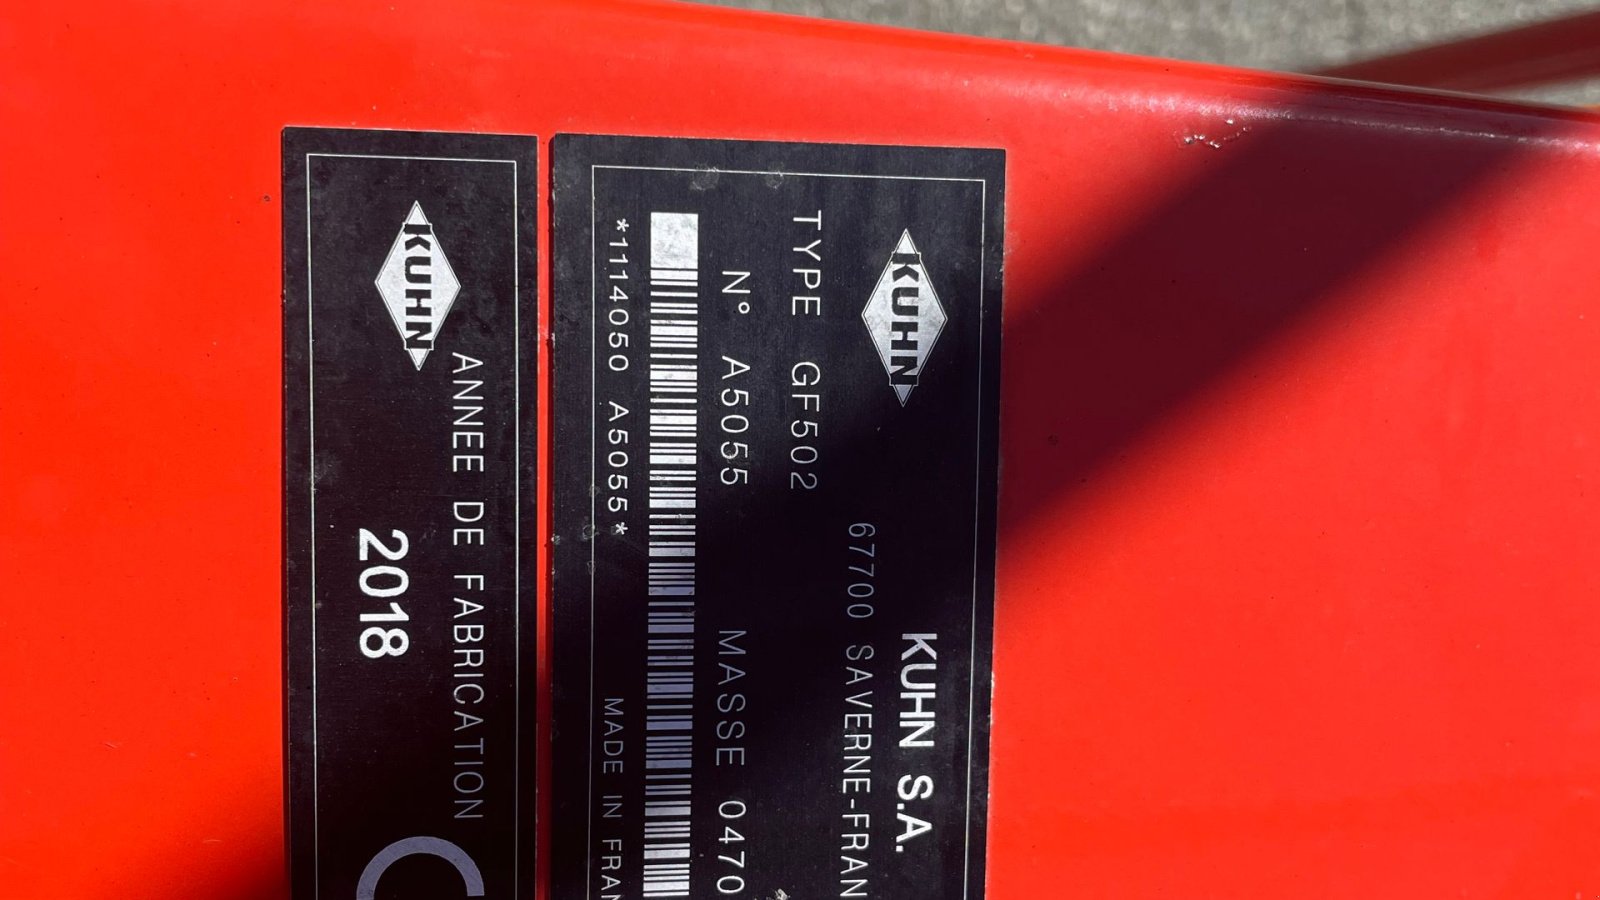 KUHN
KUHN S.A.
67700 SAVERNE-FRAN
TYPE GF502
N° A5055 MASSE 0470
*1114050 A5055*
MADE IN FRAN
KUHN
ANNEE DE FABRICATION
2018